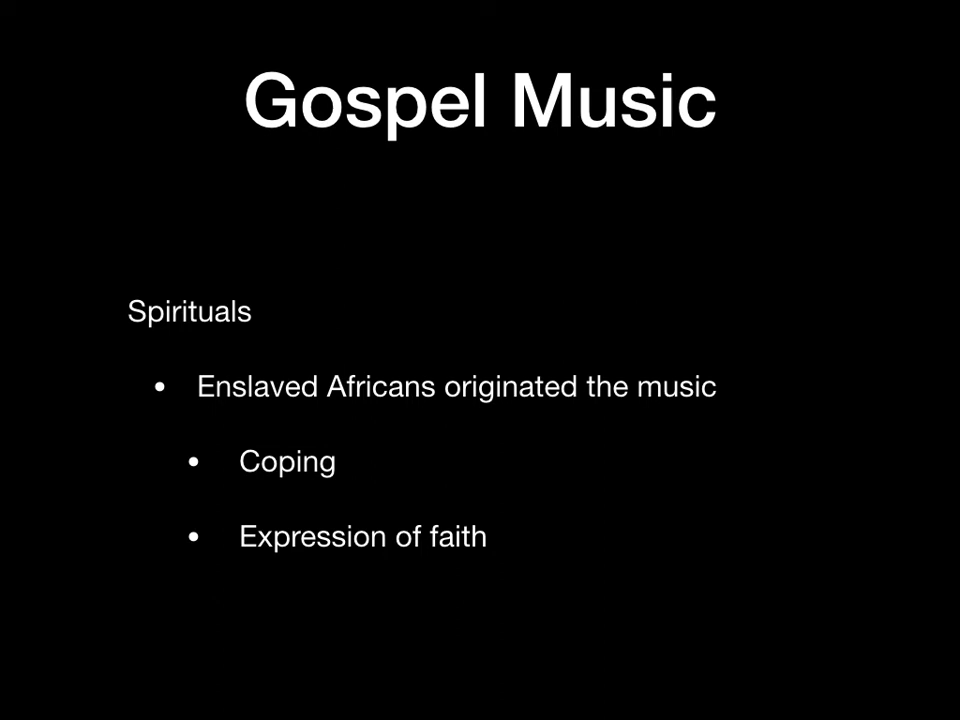 Gospel Music
Spirituals
• Enslaved Africans originated the music
• Coping
• Expression of faith